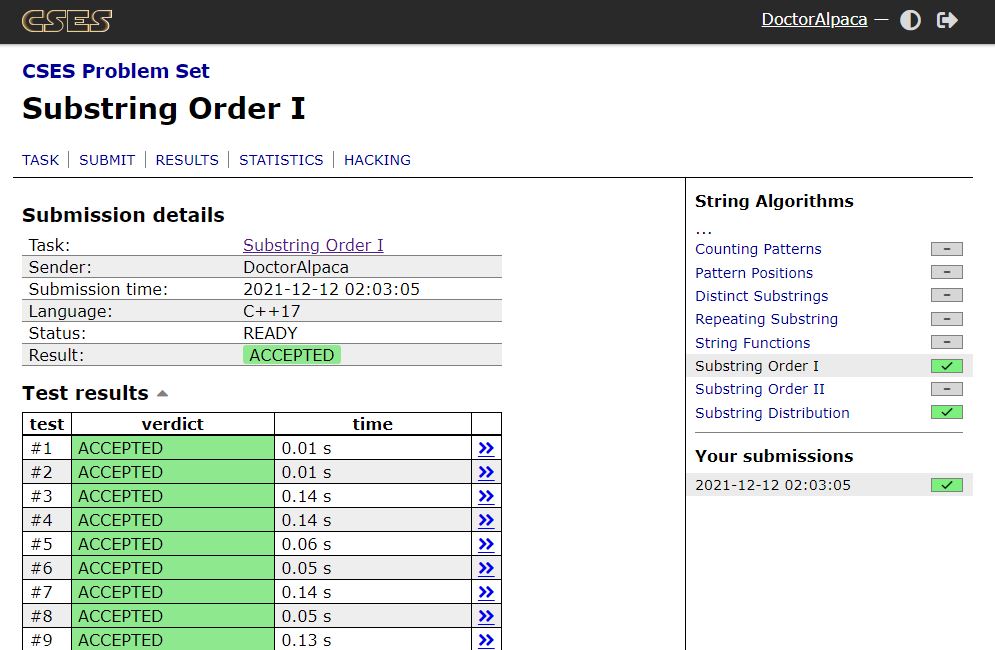 CSES
DoctorAlpaca —
CSES Problem Set
Substring Order I
TASK | SUBMIT | RESULTS | STATISTICS | HACKING
Submission details
Task: Substring Order I
Sender: DoctorAlpaca
Submission time: 2021-12-12 02:03:05
Language: C++17
Status: READY
Result: ACCEPTED
Test results
test verdict time
#1 ACCEPTED 0.01 s »
#2 ACCEPTED 0.01 s »
#3 ACCEPTED 0.14 s »
#4 ACCEPTED 0.14 s »
#5 ACCEPTED 0.06 s »
#6 ACCEPTED 0.05 s »
#7 ACCEPTED 0.14 s »
#8 ACCEPTED 0.05 s »
#9 ACCEPTED 0.13 s »
String Algorithms
...
Counting Patterns –
Pattern Positions –
Distinct Substrings –
Repeating Substring –
String Functions –
Substring Order I ✓
Substring Order II –
Substring Distribution ✓
Your submissions
2021-12-12 02:03:05 ✓